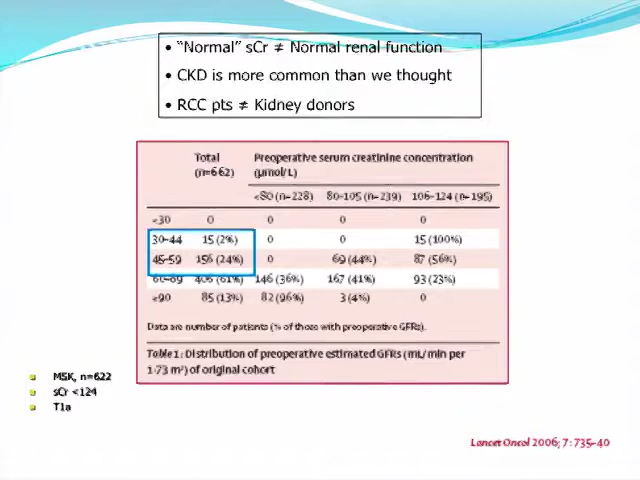 • “Normal” sCr ≠ Normal renal function
• CKD is more common than we thought
• RCC pts ≠ Kidney donors
Total Preoperative serum creatinine concentration
(n=662) (μmol/L)
<80 (n=228) 80–105 (n=239) 106–124 (n=195)
<30 0 0 0 0
30–44 15 (2%) 0 0 15 (100%)
45–59 156 (24%) 0 69 (44%) 87 (56%)
60–89 406 (61%) 146 (36%) 167 (41%) 93 (23%)
≥90 85 (13%) 82 (96%) 3 (4%) 0
Data are number of patients (% of those with preoperative GFRs).
Table 1: Distribution of preoperative estimated GFRs (mL/min per
1·73 m²) of original cohort
MSK, n=622
sCr <124
T1a
Lancet Oncol 2006; 7: 735–40